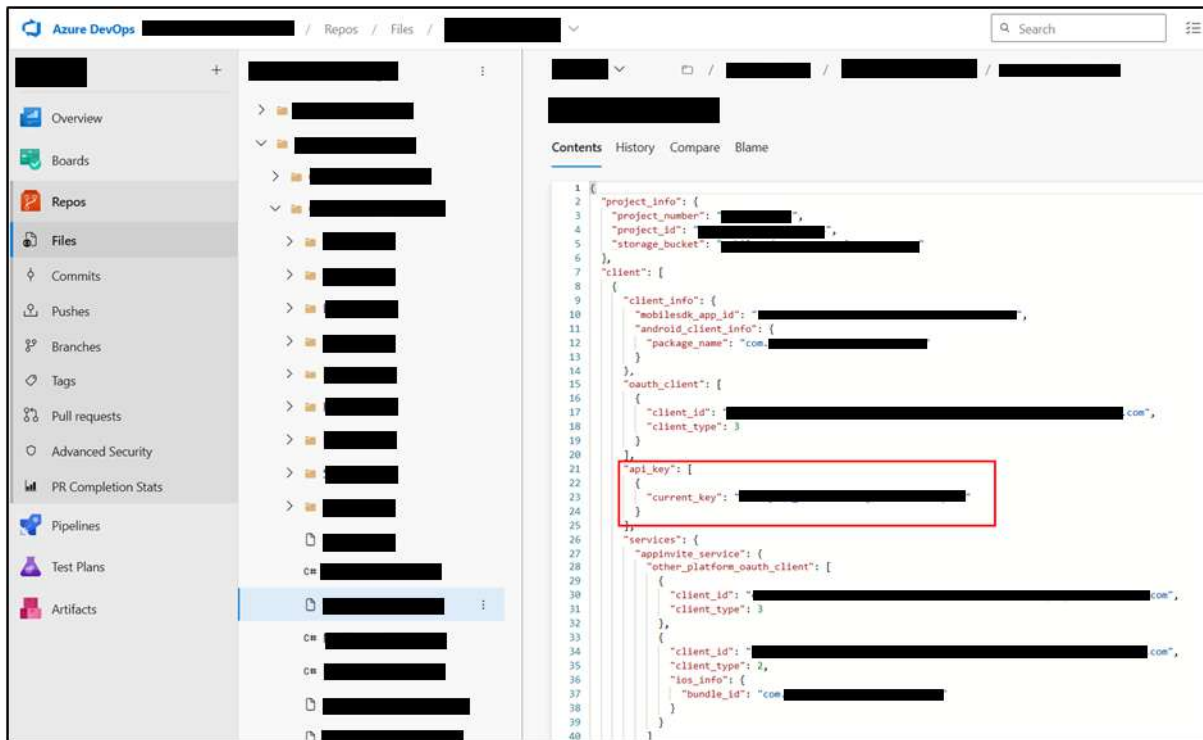 Azure DevOps / Repos / Files /
Search
+
Overview
Boards
Repos
Files
Commits
Pushes
Branches
Tags
Pull requests
Advanced Security
PR Completion Stats
Pipelines
Test Plans
Artifacts
C#
C#
C#
/ / /
Contents History Compare Blame
1 {
2 "project_info": {
3 "project_number": "",
4 "project_id": "",
5 "storage_bucket": ""
6 },
7 "client": [
8 {
9 "client_info": {
10 "mobilesdk_app_id": "",
11 "android_client_info": {
12 "package_name": "com."
13 }
14 },
15 "oauth_client": [
16 {
17 "client_id": ".com",
18 "client_type": 3
19 }
20 ],
21 "api_key": [
22 {
23 "current_key": ""
24 }
25 ],
26 "services": {
27 "appinvite_service": {
28 "other_platform_oauth_client": [
29 {
30 "client_id": "com",
31 "client_type": 3
32 },
33 {
34 "client_id": ".com",
35 "client_type": 2,
36 "ios_info": {
37 "bundle_id": "com."
38 }
39 }
40 ]